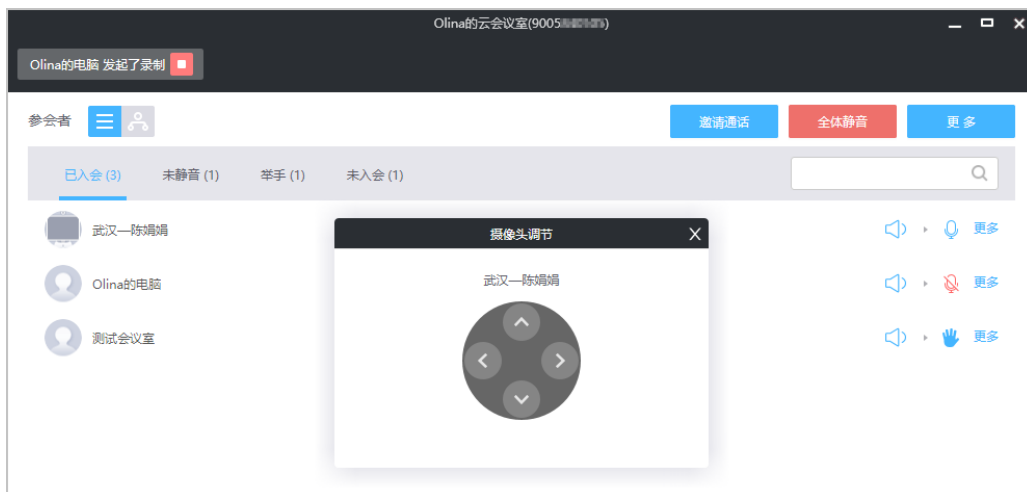 Olina的云会议室(9005
Olina的电脑 发起了录制
参会者 邀请通话 全体静音 更多
已入会 (3) 未静音 (1) 举手 (1) 未入会 (1)
武汉—陈娟娟 更多
摄像头调节 X
武汉—陈娟娟
Olina的电脑 更多
测试会议室 更多